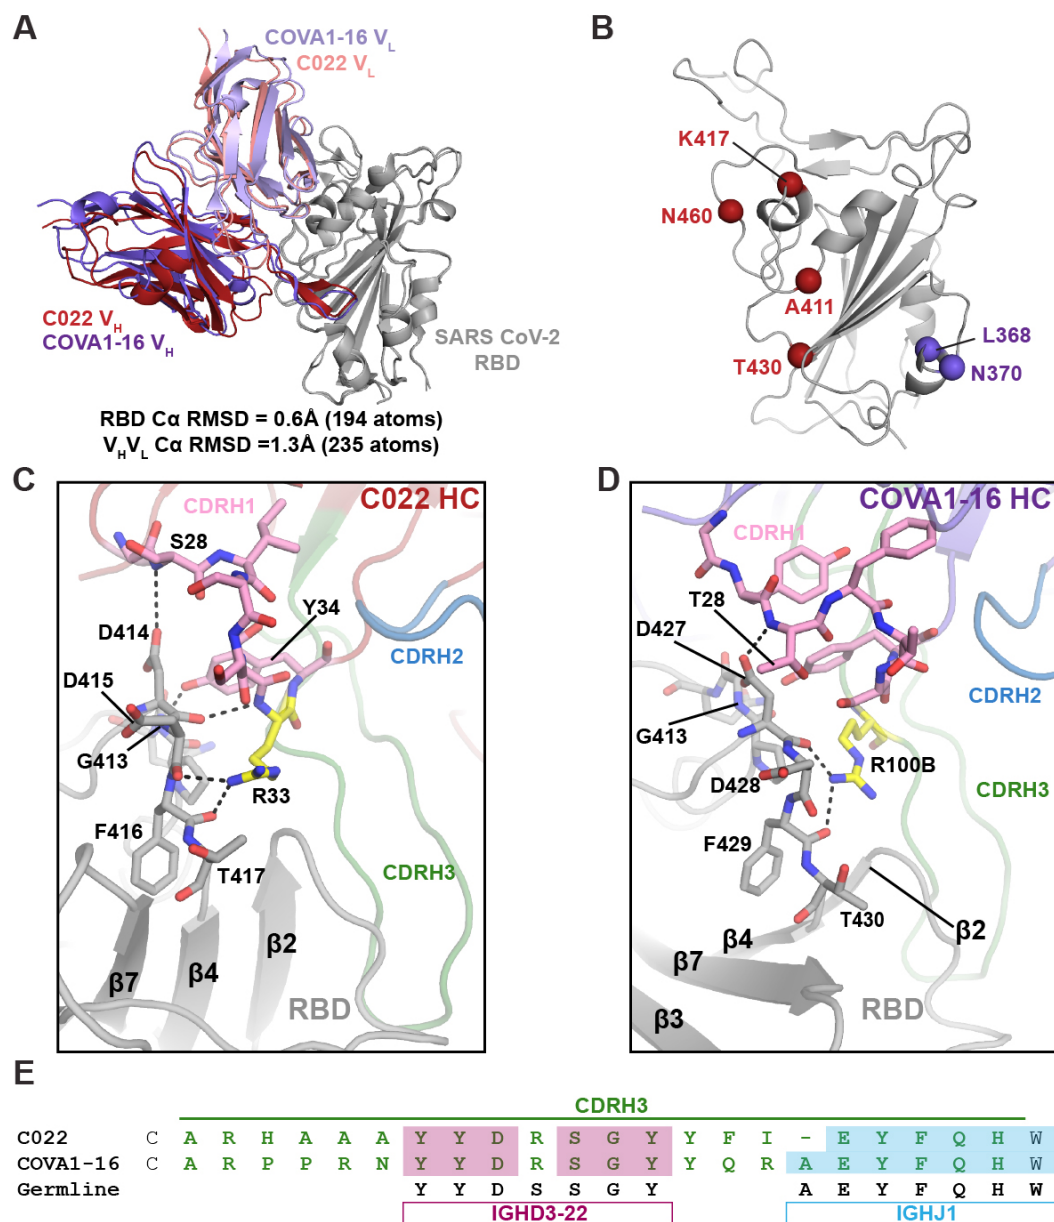 A
COVA1-16 VL
C022 VL
C022 VH
COVA1-16 VH
SARS CoV-2
RBD
RBD Cα RMSD = 0.6Å (194 atoms)
VHVL Cα RMSD =1.3Å (235 atoms)
B
K417
N460
A411
T430
L368
N370
C
C022 HC
CDRH1
S28
Y34
D414
CDRH2
D415
G413
R33
F416
T417
CDRH3
β2
β4
β7
RBD
D
COVA1-16 HC
CDRH1
T28
D427
CDRH2
G413
R100B
D428
CDRH3
F429
T430
β4
β2
β7
RBD
β3
E
CDRH3
C022 C A R H A A A Y Y D R S G Y Y F I - E Y F Q H W
COVA1-16 C A R P P R N Y Y D R S G Y Y Q R A E Y F Q H W
Germline Y Y D S S G Y A E Y F Q H W
IGHD3-22 IGHJ1